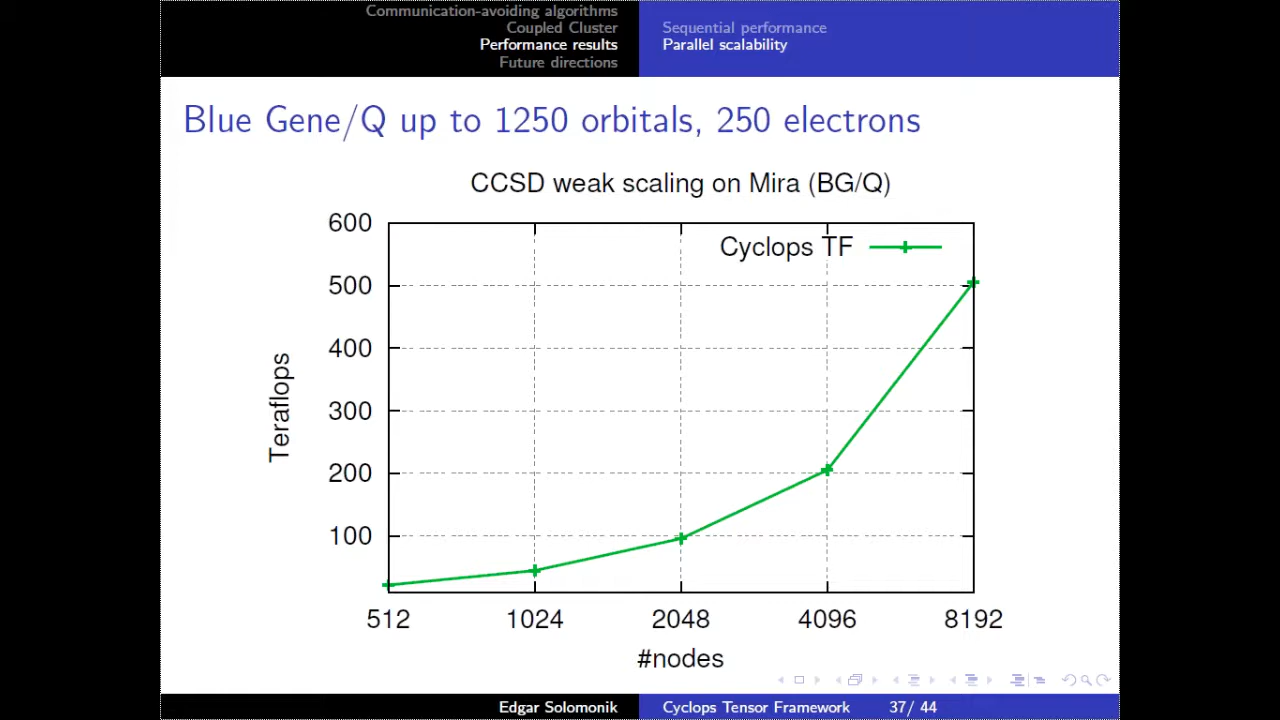 Communication-avoiding algorithms
Coupled Cluster
Performance results
Future directions
Sequential performance
Parallel scalability
Blue Gene/Q up to 1250 orbitals, 250 electrons
CCSD weak scaling on Mira (BG/Q)
Cyclops TF
600
500
400
300
200
100
Teraflops
512 1024 2048 4096 8192
#nodes
Edgar Solomonik Cyclops Tensor Framework 37/ 44